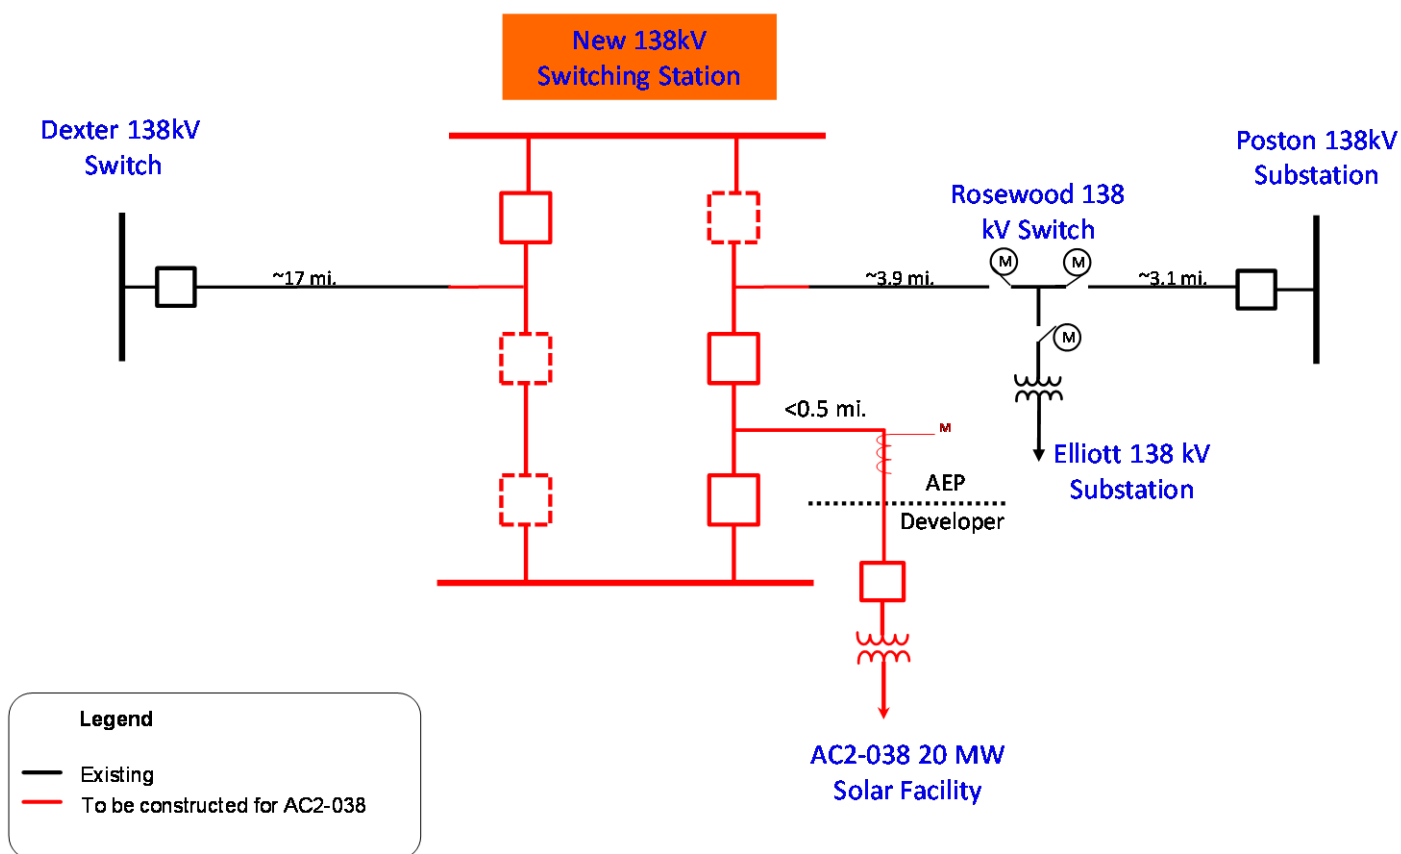 New 138kV
Switching Station
Dexter 138kV
Switch
Poston 138kV
Substation
Rosewood 138
kV Switch
M
M
~17 mi.
~3.9 mi.
~3.1 mi.
M
<0.5 mi.
M
Elliott 138 kV
Substation
AEP
Developer
Legend
Existing
To be constructed for AC2-038
AC2-038 20 MW
Solar Facility